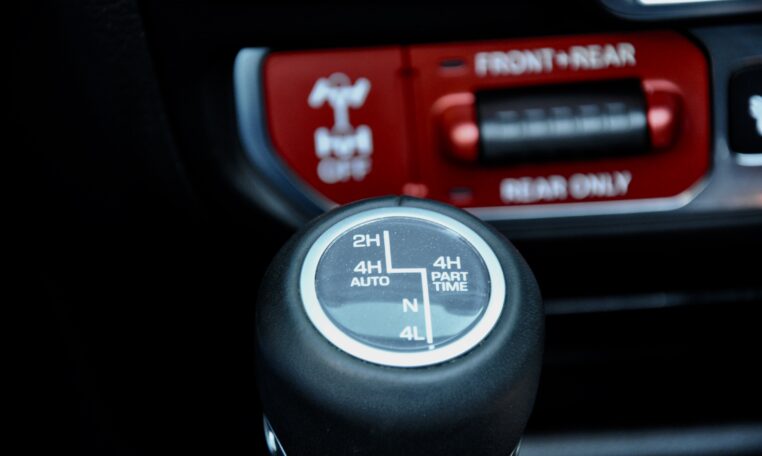 FRONT+REAR
OFF
REAR ONLY
2H
4H
AUTO
4H
PART
TIME
N
4L